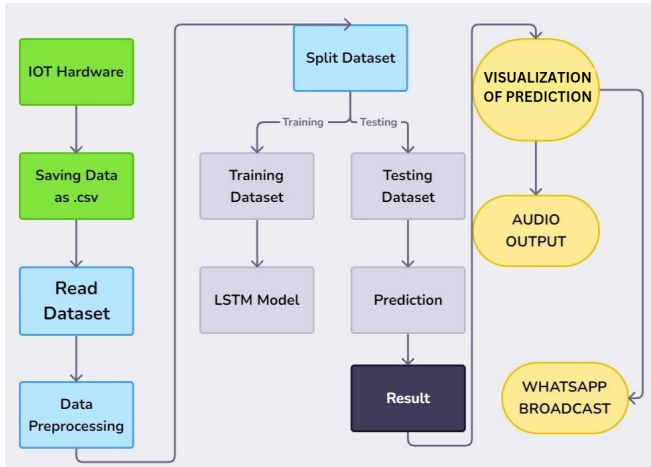 IOT Hardware
Saving Data
as .csv
Read
Dataset
Data
Preprocessing
Split Dataset
Training
Testing
Training
Dataset
Testing
Dataset
LSTM Model
Prediction
Result
VISUALIZATION
OF PREDICTION
AUDIO
OUTPUT
WHATSAPP
BROADCAST